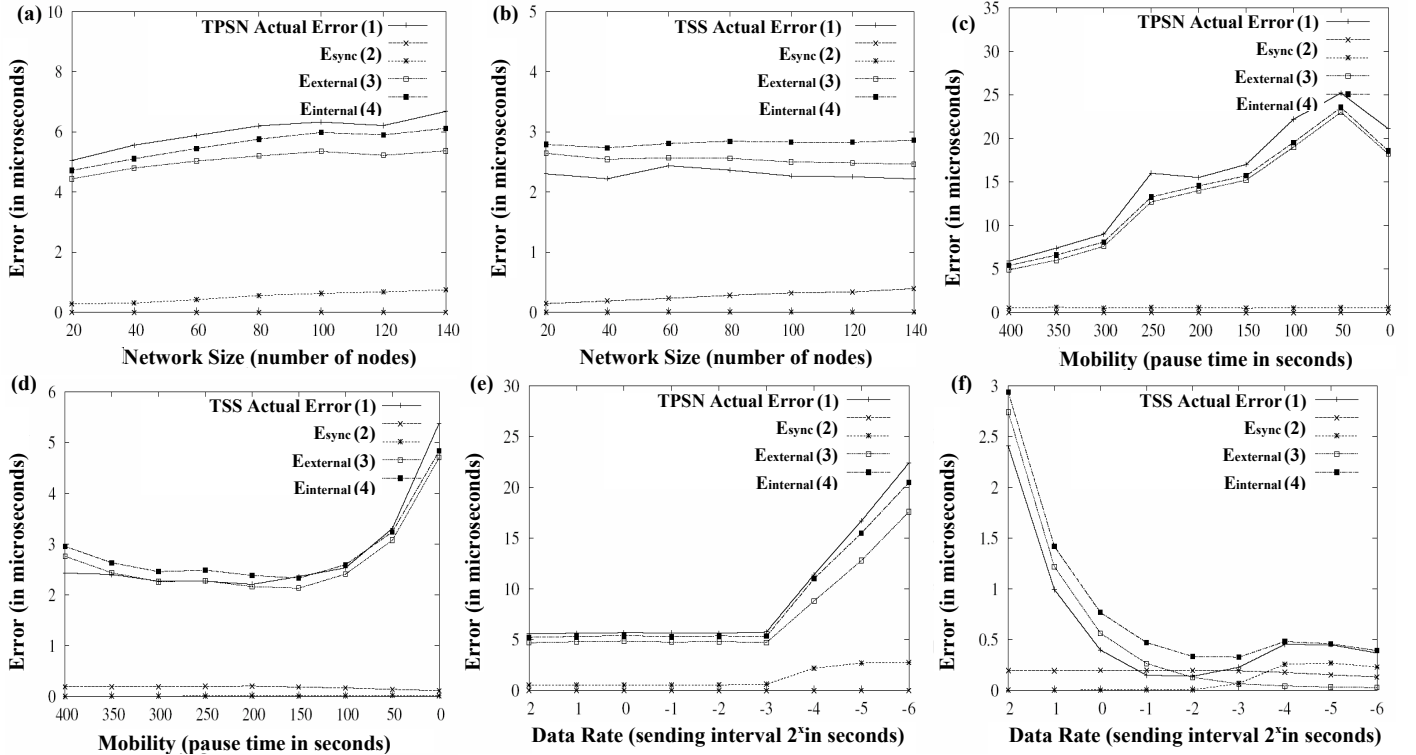 (a)
Error (in microseconds)
10
8
6
4
2
0
TPSN Actual Error (1)
Esync (2)
Eexternal (3)
Einternal (4)
20 40 60 80 100 120 140
Network Size (number of nodes)
(b)
Error (in microseconds)
5
4
3
2
1
0
TSS Actual Error (1)
Esync (2)
Eexternal (3)
Einternal (4)
20 40 60 80 100 120 140
Network Size (number of nodes)
(c)
Error (in microseconds)
35
30
25
20
15
10
5
0
TPSN Actual Error (1)
Esync (2)
Eexternal (3)
Einternal (4)
400 350 300 250 200 150 100 50 0
Mobility (pause time in seconds)
(d)
Error (in microseconds)
6
5
4
3
2
1
0
TSS Actual Error (1)
Esync (2)
Eexternal (3)
Einternal (4)
400 350 300 250 200 150 100 50 0
Mobility (pause time in seconds)
(e)
Error (in microseconds)
30
25
20
15
10
5
0
TPSN Actual Error (1)
Esync (2)
Eexternal (3)
Einternal (4)
2 1 0 -1 -2 -3 -4 -5 -6
Data Rate (sending interval 2ˣin seconds)
(f)
Error (in microseconds)
3
2.5
2
1.5
1
0.5
0
TSS Actual Error (1)
Esync (2)
Eexternal (3)
Einternal (4)
2 1 0 -1 -2 -3 -4 -5 -6
Data Rate (sending interval 2ˣin seconds)